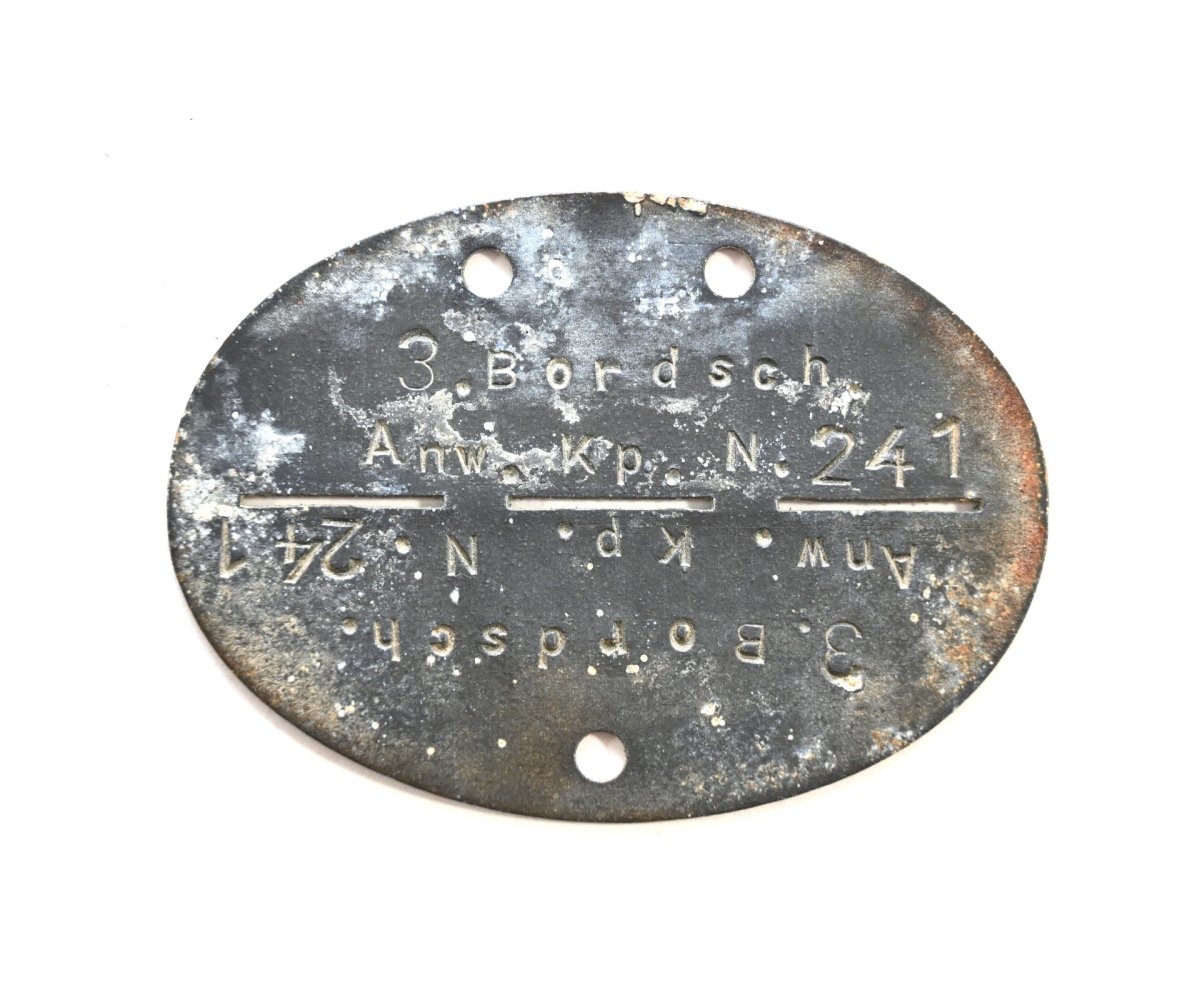 3.Bordsch.
Anw. Kp. N. 241
3.Bordsch.
Anw. Kp. N. 241